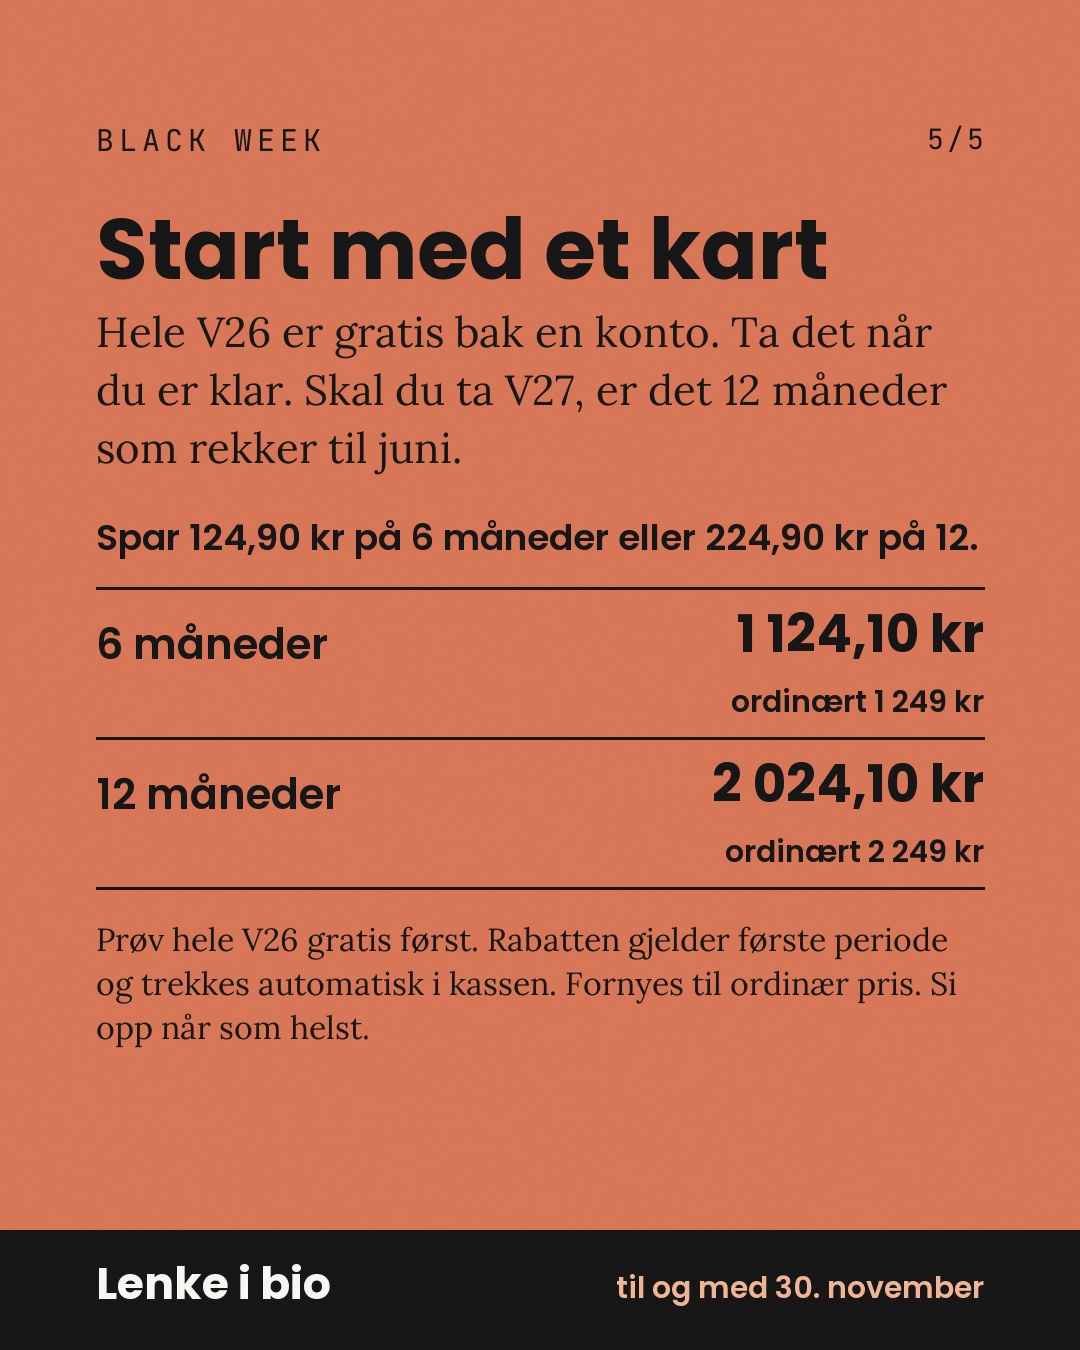 BLACK WEEK
5/5
Start med et kart
Hele V26 er gratis bak en konto. Ta det når
du er klar. Skal du ta V27, er det 12 måneder
som rekker til juni.
Spar 124,90 kr på 6 måneder eller 224,90 kr på 12.
6 måneder
1 124,10 kr
ordinært 1 249 kr
12 måneder
2 024,10 kr
ordinært 2 249 kr
Prøv hele V26 gratis først. Rabatten gjelder første periode
og trekkes automatisk i kassen. Fornyes til ordinær pris. Si
opp når som helst.
Lenke i bio
til og med 30. november